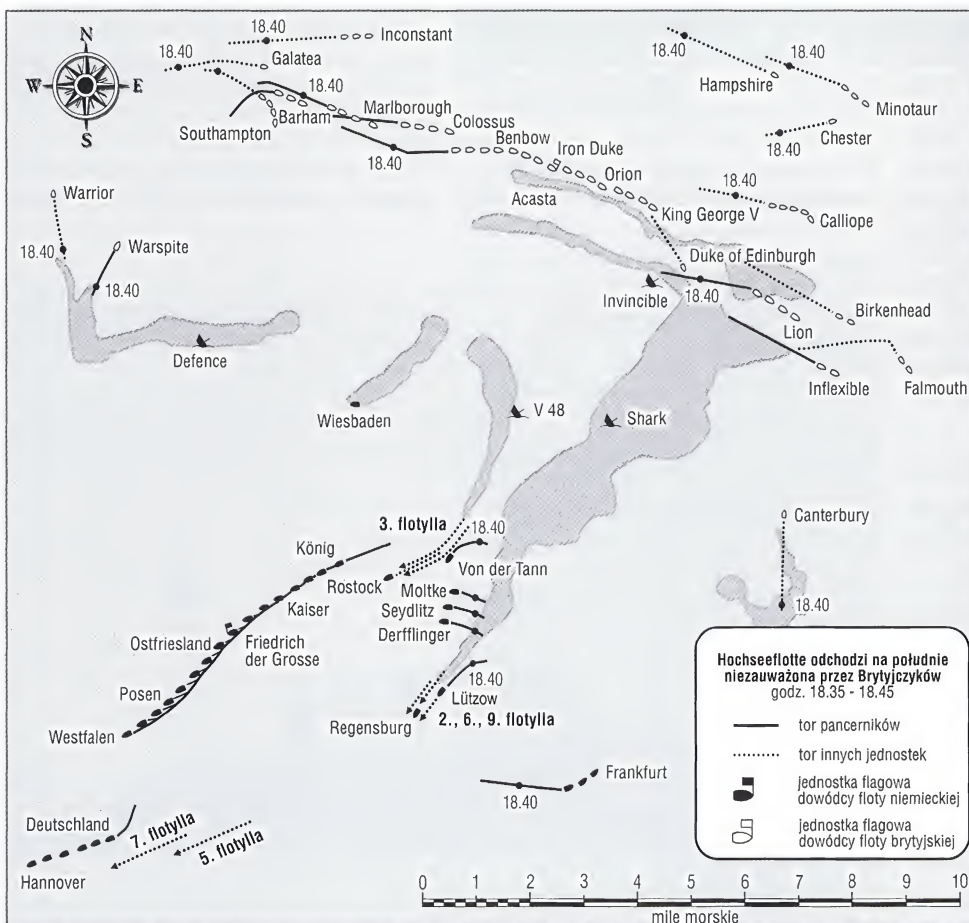 N
W E
S
18.40
Inconstant
18.40
Galatea
18.40
Southampton
Barham
Marlborough
Colossus
18.40
Benbow
Iron Duke
Orion
Acasta
King George V
18.40
Hampshire
18.40
Minotaur
18.40
Chester
18.40
Calliope
Warrior
18.40
Warspite
18.40
Defence
Duke of Edinburgh
Invincible
18.40
Lion
Birkenhead
Inflexible
Falmouth
Wiesbaden
V 48
Shark
Canterbury
18.40
3. flotylla
18.40
König
Rostock
Von der Tann
Kaiser
Moltke
Seydlitz
Derfflinger
Ostfriesland
Friedrich
der Grosse
18.40
Lützow
Posen
Regensburg
2., 6., 9. flotylla
Westfalen
Frankfurt
18.40
Deutschland
7. flotylla
5. flotylla
Hannover
Hochseeflotte odchodzi na południe
niezauważona przez Brytyjczyków
godz. 18.35 - 18.45
tor pancerników
tor innych jednostek
jednostka flagowa
dowódcy floty niemieckiej
jednostka flagowa
dowódcy floty brytyjskiej
0 1 2 3 4 5 6 7 8 9 10
mile morskie